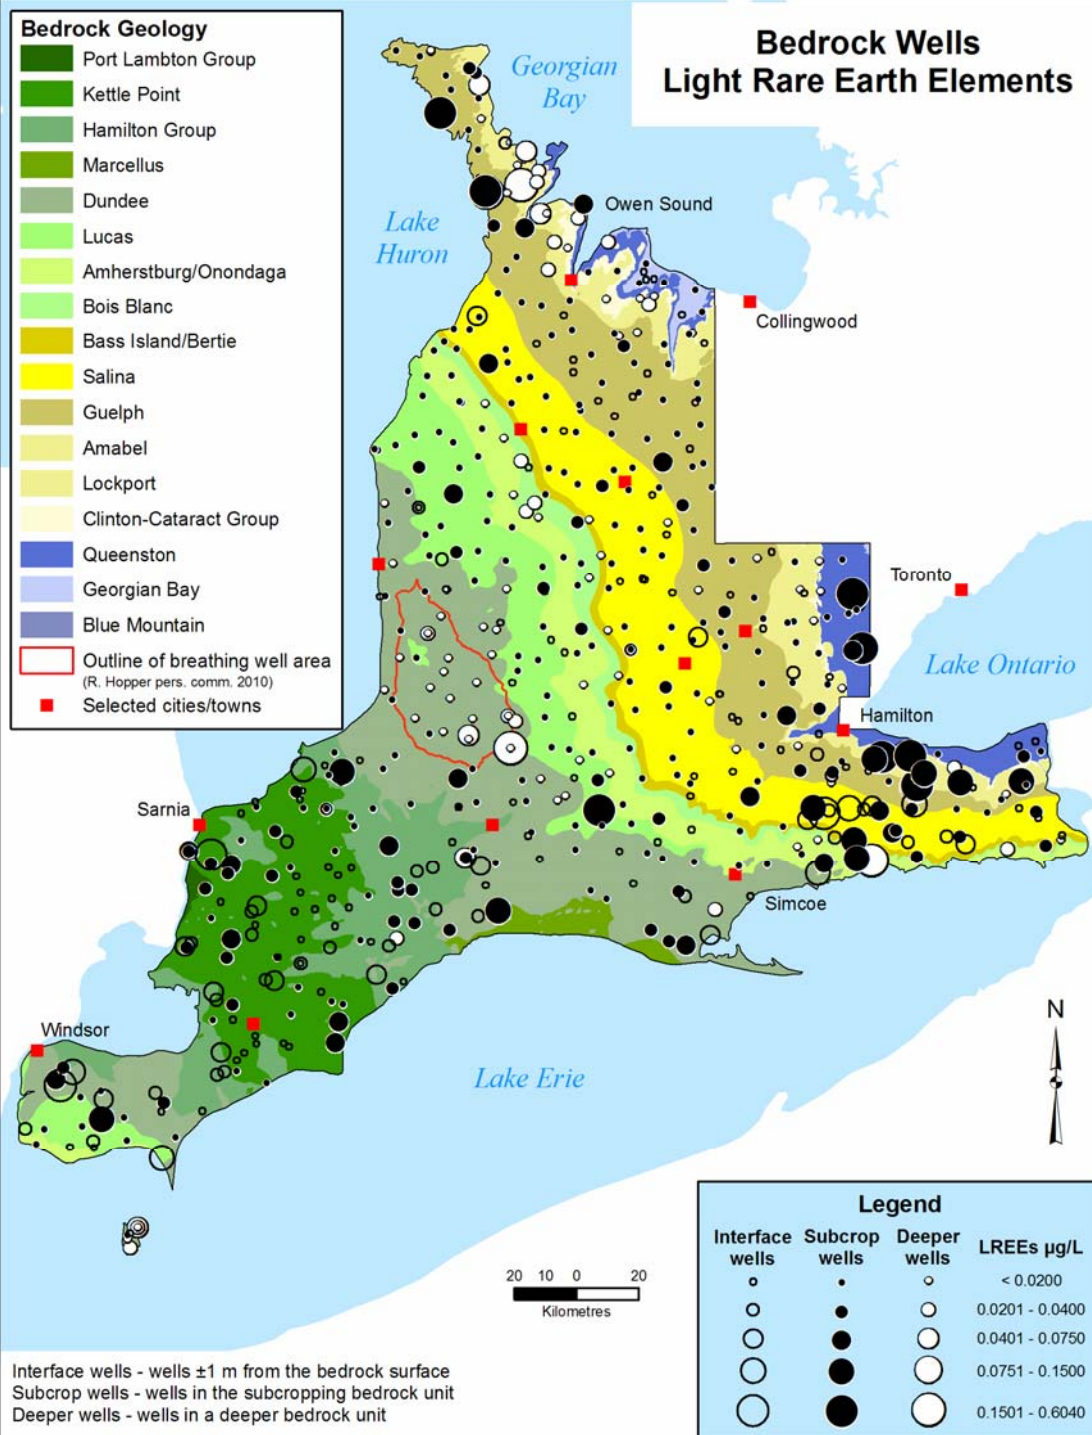 Bedrock Wells
Light Rare Earth Elements
Bedrock Geology
Port Lambton Group
Kettle Point
Hamilton Group
Marcellus
Dundee
Lucas
Amherstburg/Onondaga
Bois Blanc
Bass Island/Bertie
Salina
Guelph
Amabel
Lockport
Clinton-Cataract Group
Queenston
Georgian Bay
Blue Mountain
Outline of breathing well area
(R. Hopper pers. comm. 2010)
Selected cities/towns
Georgian
Bay
Lake
Huron
Owen Sound
Collingwood
Toronto
Lake Ontario
Hamilton
Sarnia
Simcoe
Windsor
Lake Erie
N
20 10 0 20
Kilometres
Legend
Interface wells Subcrop wells Deeper wells LREEs µg/L
< 0.0200
0.0201 - 0.0400
0.0401 - 0.0750
0.0751 - 0.1500
0.1501 - 0.6040
Interface wells - wells ±1 m from the bedrock surface
Subcrop wells - wells in the subcropping bedrock unit
Deeper wells - wells in a deeper bedrock unit